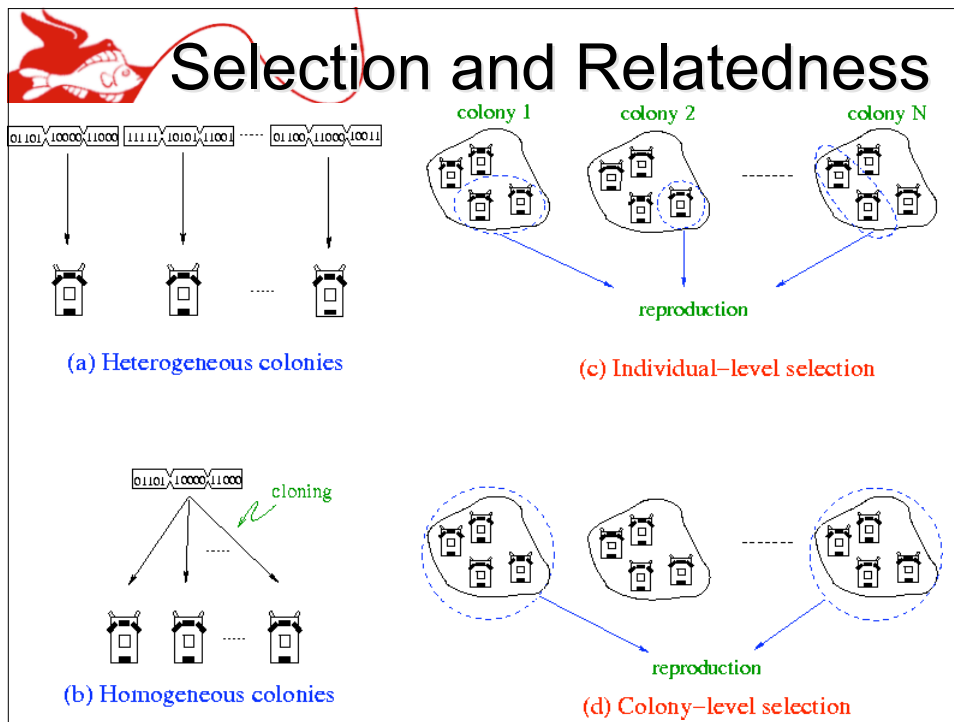 Selection and Relatedness
colony 1
colony 2
colony N
01101 10000 11000
11111 10101 11001
01100 11000 10011
reproduction
(a) Heterogeneous colonies
(c) Individual-level selection
01101 10000 11000
cloning
reproduction
(b) Homogeneous colonies
(d) Colony-level selection